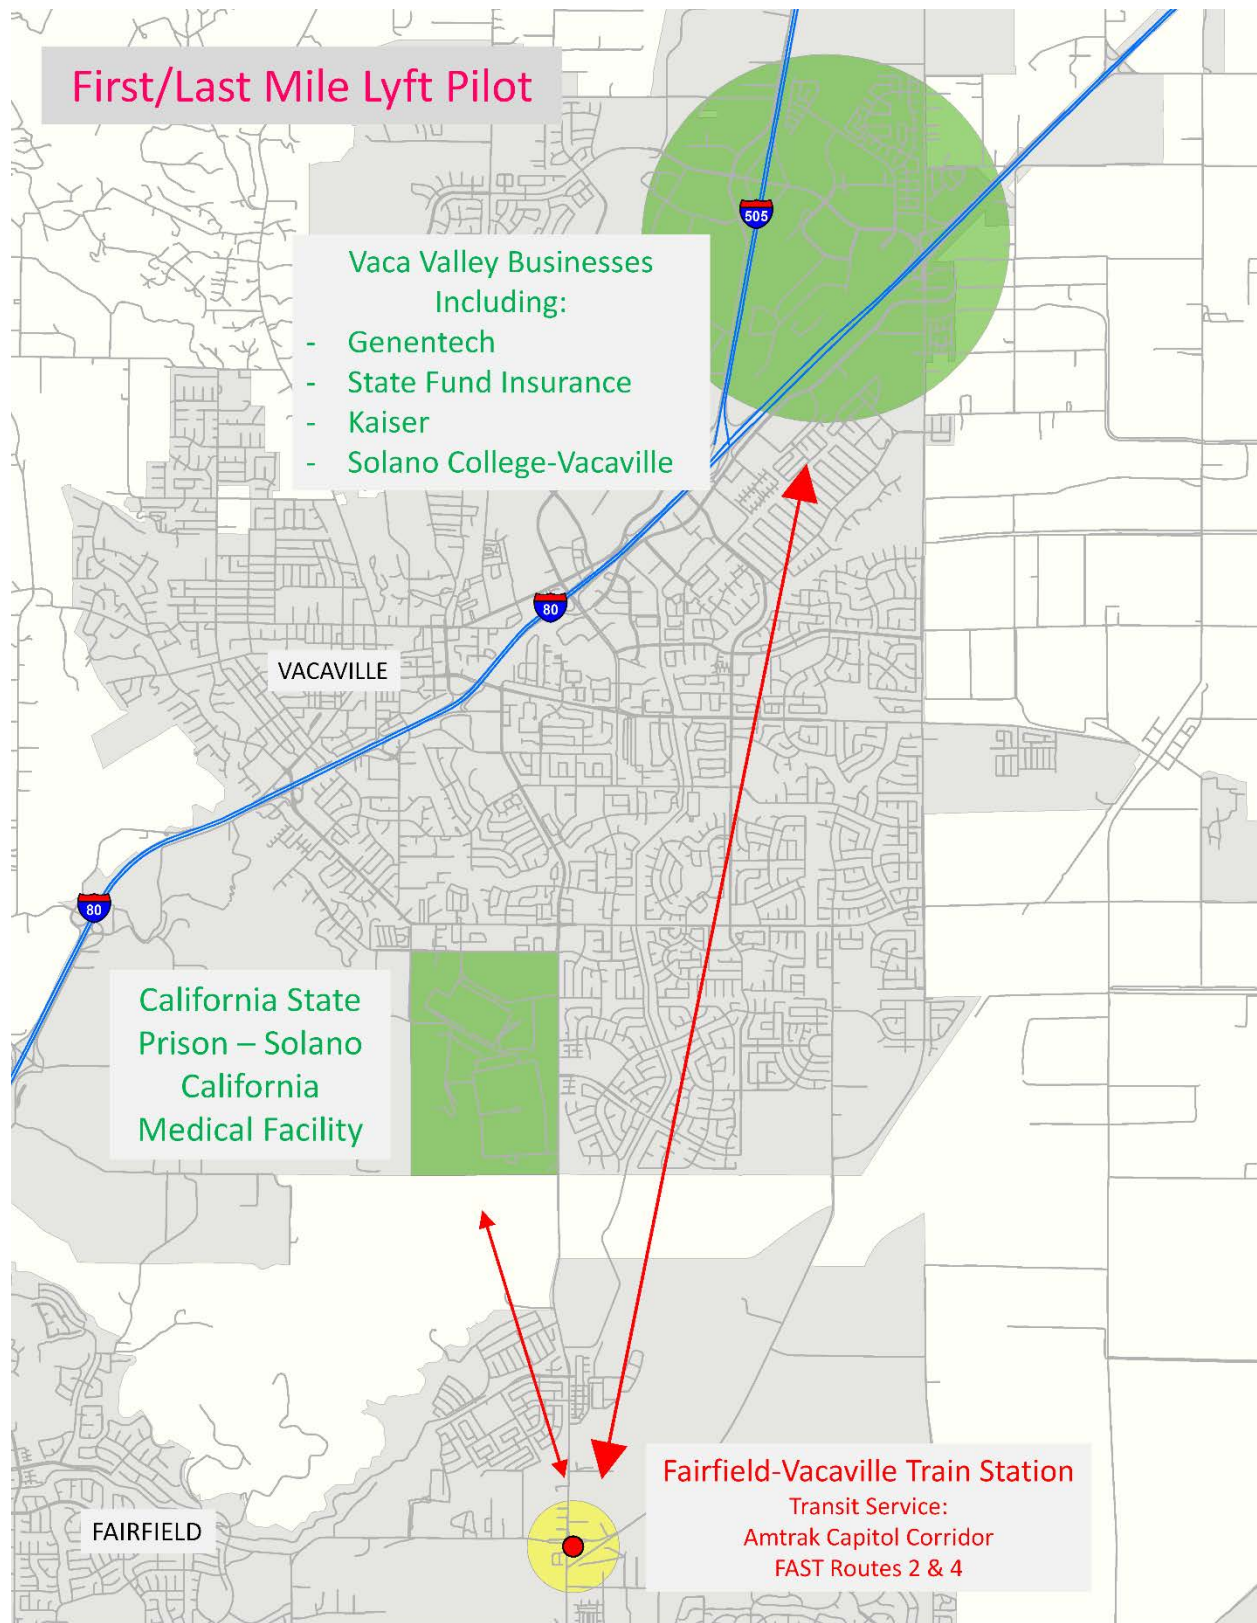 First/Last Mile Lyft Pilot
505
Vaca Valley Businesses
Including:
- Genentech
- State Fund Insurance
- Kaiser
- Solano College-Vacaville
80
VACAVILLE
80
California State
Prison – Solano
California
Medical Facility
Fairfield-Vacaville Train Station
Transit Service:
Amtrak Capitol Corridor
FAST Routes 2 & 4
FAIRFIELD